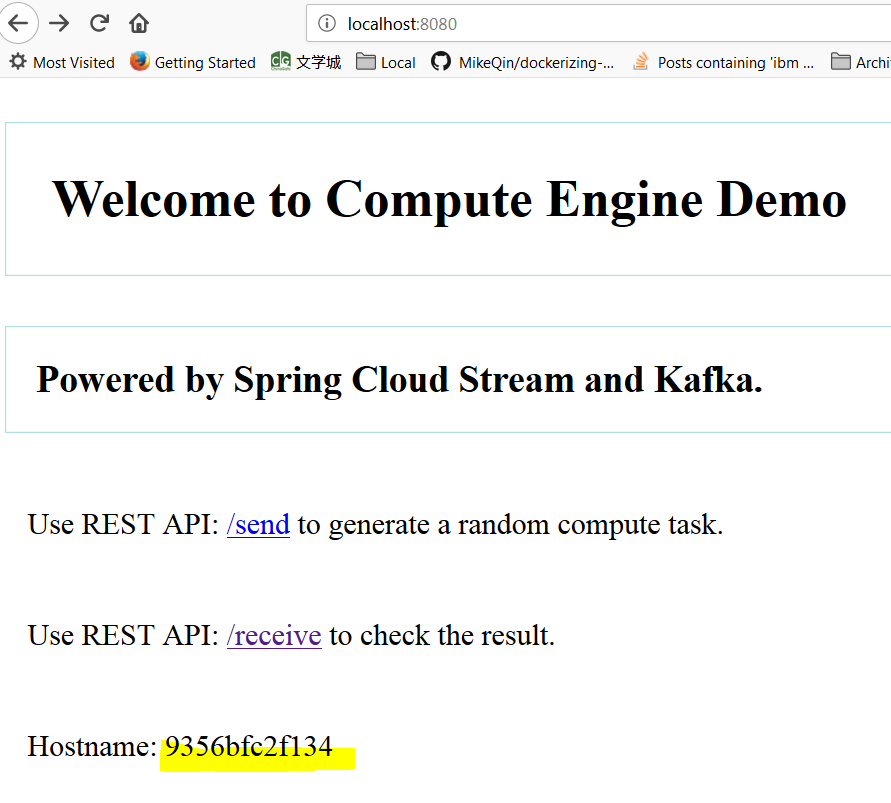 localhost:8080
Most Visited Getting Started 文学城 Local MikeQin/dockerizing-... Posts containing 'ibm ... Archi
Welcome to Compute Engine Demo
Powered by Spring Cloud Stream and Kafka.
Use REST API: /send to generate a random compute task.
Use REST API: /receive to check the result.
Hostname: 9356bfc2f134